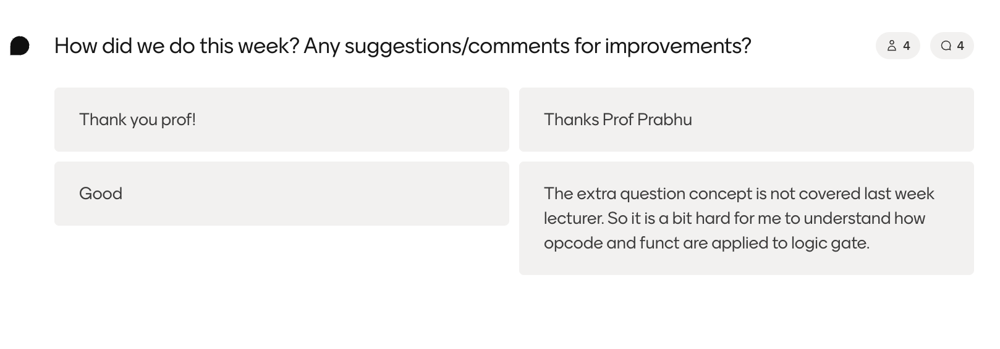 How did we do this week? Any suggestions/comments for improvements?
4
4
Thank you prof!
Thanks Prof Prabhu
Good
The extra question concept is not covered last week
lecturer. So it is a bit hard for me to understand how
opcode and funct are applied to logic gate.